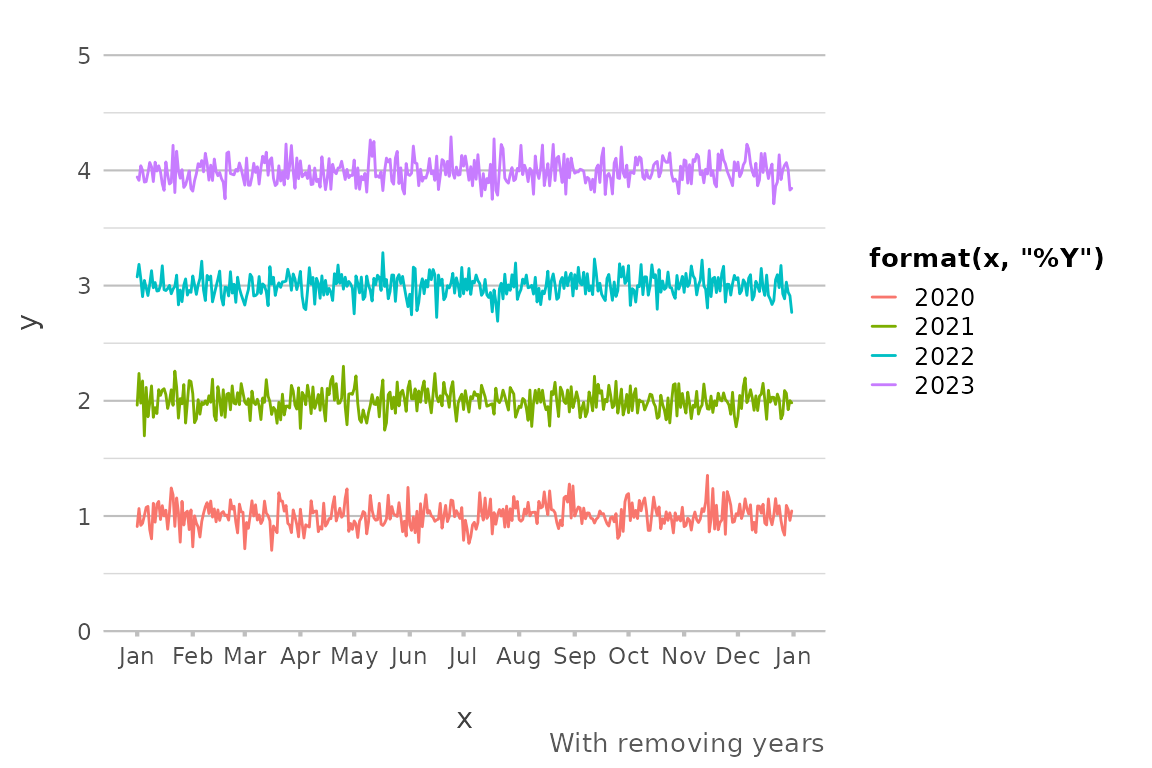 5
4
3
2
1
0
y
Jan Feb Mar Apr May Jun Jul Aug Sep Oct Nov Dec Jan
x
With removing years
format(x, "%Y")
2020
2021
2022
2023